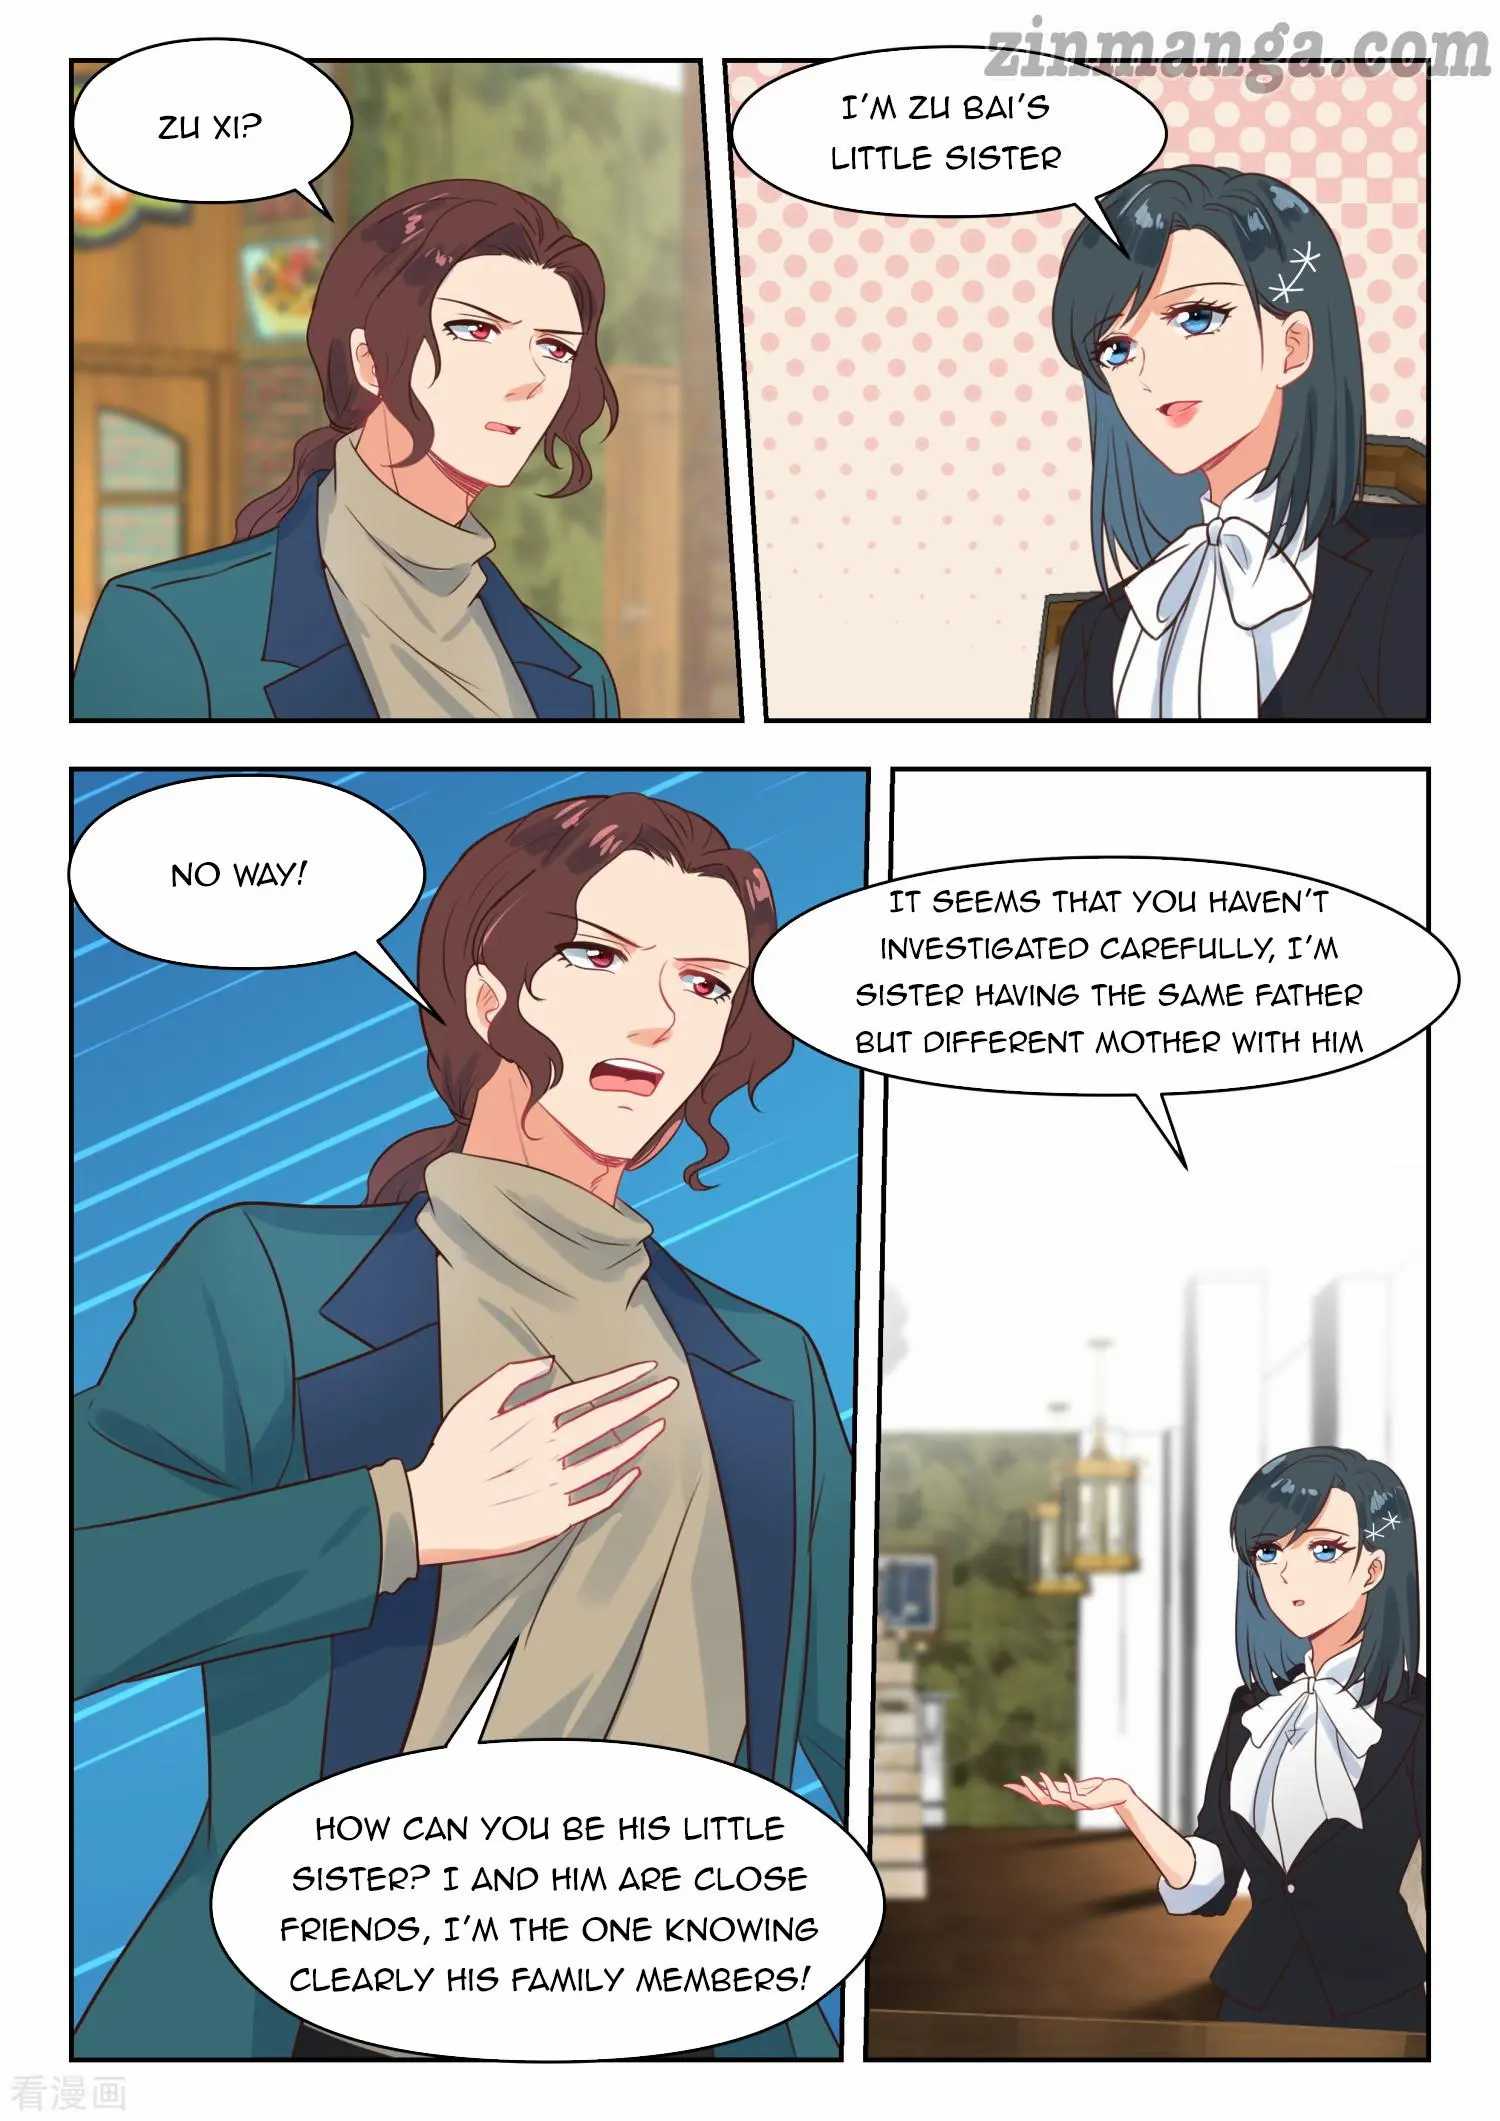 zinmanga.com
ZU XI?
I'M ZU BAI'S
LITTLE SISTER
NO WAY!
IT SEEMS THAT YOU HAVEN'T
INVESTIGATED CAREFULLY, I'M
SISTER HAVING THE SAME FATHER
BUT DIFFERENT MOTHER WITH HIM
HOW CAN YOU BE HIS LITTLE
SISTER? I AND HIM ARE CLOSE
FRIENDS, I'M THE ONE KNOWING
CLEARLY HIS FAMILY MEMBERS!
看漫画